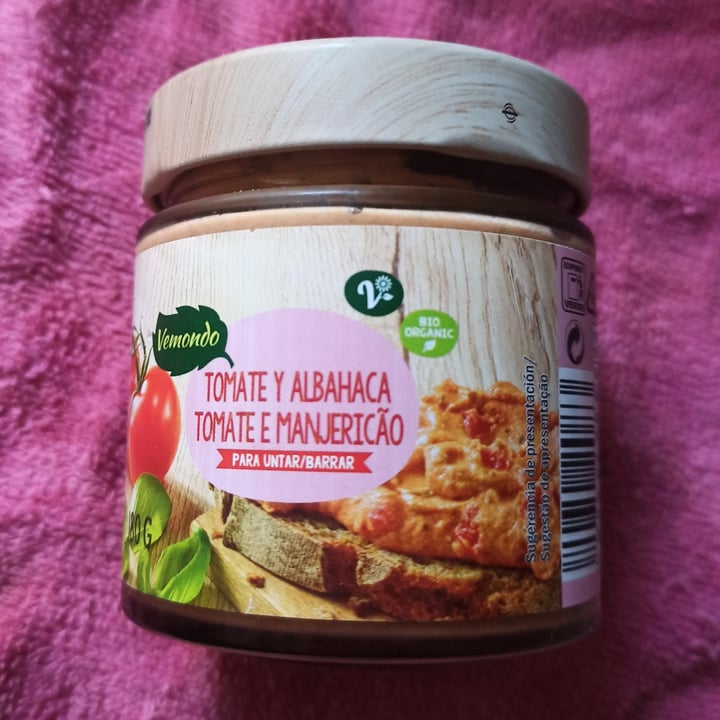 Vemondo
V
BIO
ORGANIC
TOMATE Y ALBAHACA
TOMATE E MANJERICÃO
PARA UNTAR/BARRAR
Sugerencia de presentación/
Sugestão de apresentação